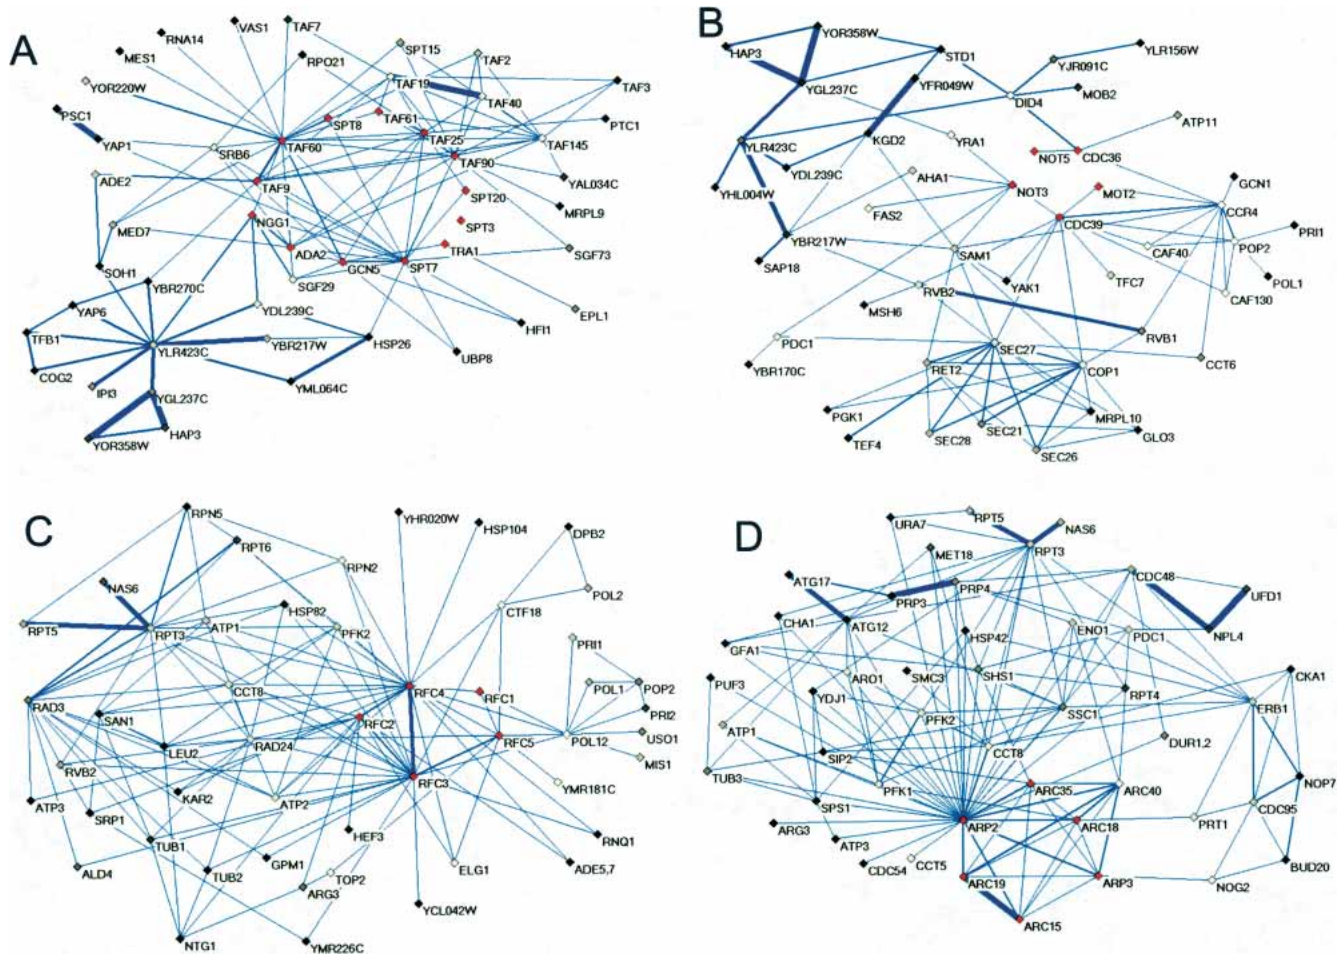 A
VAS1
TAF7
RNA14
SPT15
MES1
RPO21
TAF2
YOR220W
TAF19
TAF3
TAF40
PSC1
SPT8
TAF61
PTC1
YAP1
TAF60
TAF25
TAF145
SRB6
TAF90
ADE2
TAF9
YAL034C
SPT20
MRPL9
MED7
NGG1
SPT3
ADA2
TRA1
SGF73
SOH1
GCN5
SPT7
YBR270C
SGF29
YAP6
YDL239C
EPL1
TFB1
HFI1
YLR423C
YBR217W
HSP26
UBP8
COG2
IPI3
YML064C
YGL237C
HAP3
YOR358W
B
YOR358W
HAP3
STD1
YLR156W
YJR091C
YGL237C
YFR049W
DID4
MOB2
ATP11
YLR423C
KGD2
YRA1
NOT5
CDC36
YDL239C
YHL004W
AHA1
NOT3
MOT2
GCN1
FAS2
CCR4
CDC39
PRI1
YBR217W
SAM1
CAF40
POP2
SAP18
YAK1
TFC7
POL1
RVB2
CAF130
MSH6
RVB1
PDC1
SEC27
YBR170C
RET2
COP1
CCT6
PGK1
MRPL10
TEF4
SEC28
SEC21
GLO3
SEC26
C
RPN5
YHR020W
HSP104
DPB2
RPT6
RPN2
NAS6
POL2
HSP82
CTF18
RPT5
RPT3
ATP1
PFK2
PRI1
CCT8
RFC4
RFC1
POL1
POP2
RAD3
SAN1
RFC2
PRI2
LEU2
RAD24
RFC5
POL12
USO1
RVB2
MIS1
RFC3
YMR181C
ATP3
SRP1
KAR2
ATP2
HEF3
RNQ1
TUB1
ALD4
GPM1
ELG1
ADE5,7
TUB2
TOP2
ARG3
YCL042W
NTG1
YMR226C
D
URA7
RPT5
NAS6
MET18
RPT3
ATG17
CDC48
UFD1
PRP3
PRP4
CHA1
ATG12
HSP42
ENO1
PDC1
NPL4
GFA1
ARO1
SHS1
PUF3
SMC3
CKA1
YDJ1
RPT4
PFK2
SSC1
ERB1
ATP1
SIP2
CCT8
DUR1,2
TUB3
PFK1
ARC35
ARC40
NOP7
SPS1
CDC95
ARG3
ARP2
ARC18
PRT1
ATP3
CDC54
CCT5
BUD20
ARC19
ARP3
NOG2
ARC15